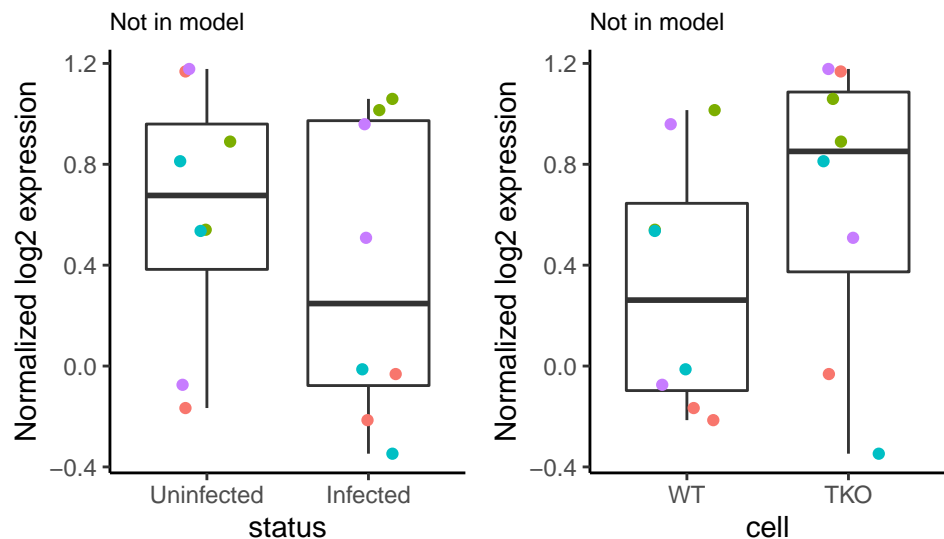 Not in model
Normalized log2 expression
1.2
0.8
0.4
0.0
−0.4
Uninfected
Infected
status
Not in model
Normalized log2 expression
1.2
0.8
0.4
0.0
−0.4
WT
TKO
cell